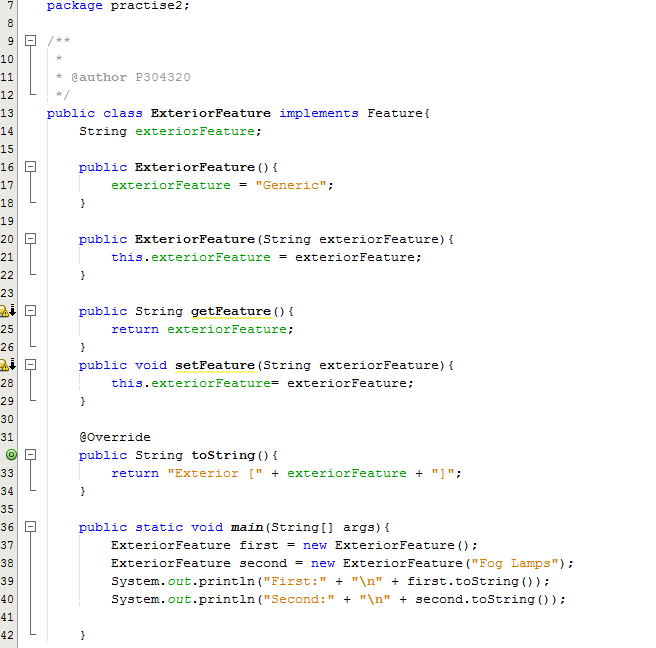 7 package practise2;
8
9 /**
10 *
11 * @author P304320
12 */
13 public class ExteriorFeature implements Feature{
14 String exteriorFeature;
15
16 public ExteriorFeature(){
17 exteriorFeature = "Generic";
18 }
19
20 public ExteriorFeature(String exteriorFeature){
21 this.exteriorFeature = exteriorFeature;
22 }
23
public String getFeature(){
25 return exteriorFeature;
26 }
public void setFeature(String exteriorFeature){
28 this.exteriorFeature= exteriorFeature;
29 }
30
31 @Override
public String toString(){
33 return "Exterior [" + exteriorFeature + "]";
34 }
35
36 public static void main(String[] args){
37 ExteriorFeature first = new ExteriorFeature();
38 ExteriorFeature second = new ExteriorFeature("Fog Lamps");
39 System.out.println("First:" + "\n" + first.toString());
40 System.out.println("Second:" + "\n" + second.toString());
41
42 }